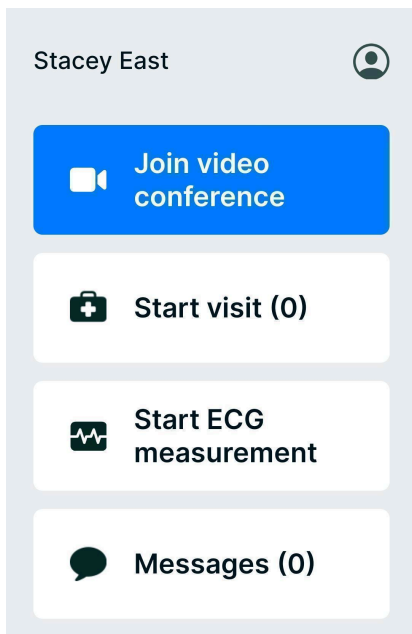 Stacey East
Join video
conference
Start visit (0)
Start ECG
measurement
Messages (0)